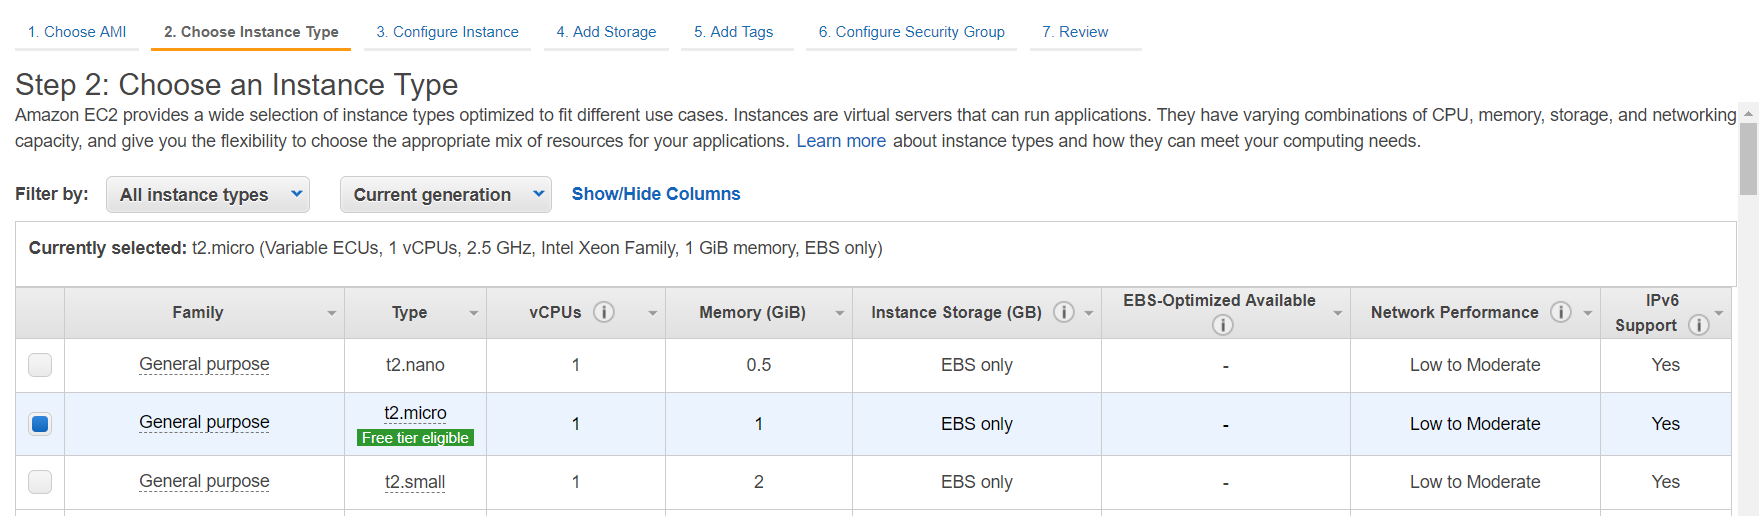 1. Choose AMI 2. Choose Instance Type 3. Configure Instance 4. Add Storage 5. Add Tags 6. Configure Security Group 7. Review
Step 2: Choose an Instance Type
Amazon EC2 provides a wide selection of instance types optimized to fit different use cases. Instances are virtual servers that can run applications. They have varying combinations of CPU, memory, storage, and networking
capacity, and give you the flexibility to choose the appropriate mix of resources for your applications. Learn more about instance types and how they can meet your computing needs.
Filter by: All instance types Current generation Show/Hide Columns
Currently selected: t2.micro (Variable ECUs, 1 vCPUs, 2.5 GHz, Intel Xeon Family, 1 GiB memory, EBS only)
Family Type vCPUs i Memory (GiB) Instance Storage (GB) i EBS-Optimized Available i Network Performance i IPv6 Support i
General purpose t2.nano 1 0.5 EBS only - Low to Moderate Yes
General purpose t2.micro Free tier eligible 1 1 EBS only - Low to Moderate Yes
General purpose t2.small 1 2 EBS only - Low to Moderate Yes